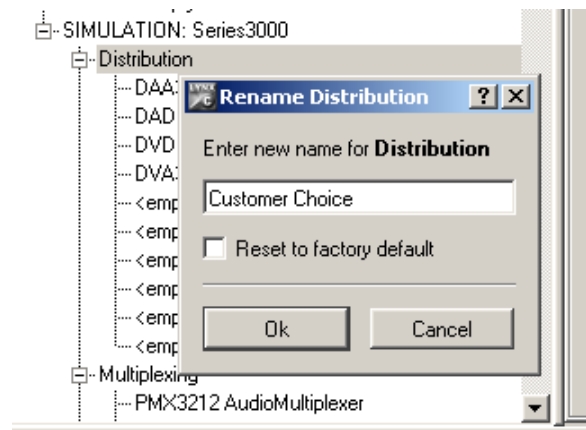 SIMULATION: Series3000
Distribution
DAA
DAD
DVD
DVA
<emp
<emp
<emp
<emp
<emp
<emp
Multiplexing
PMX3212 AudioMultiplexer
LYNX
C
Rename Distribution
Enter new name for Distribution
Customer Choice
Reset to factory default
Ok
Cancel